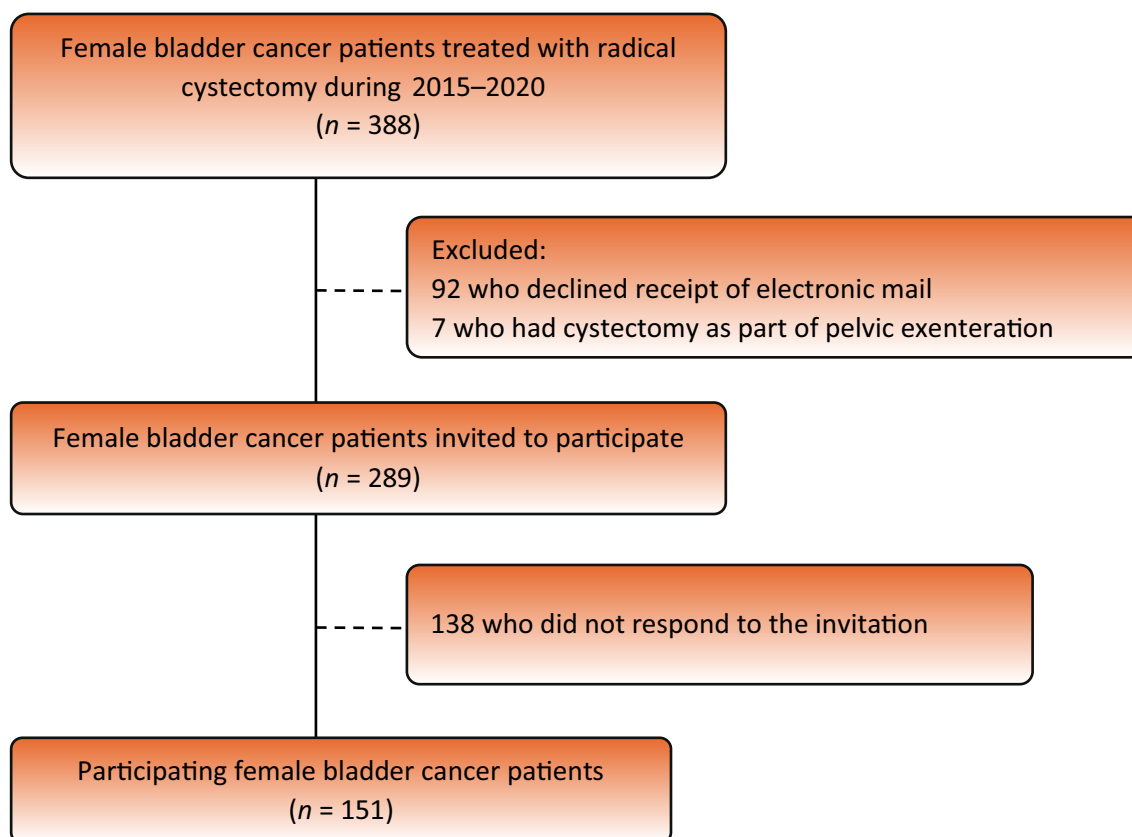 Female bladder cancer patients treated with radical
cystectomy during 2015–2020
(n = 388)
Excluded:
92 who declined receipt of electronic mail
7 who had cystectomy as part of pelvic exenteration
Female bladder cancer patients invited to participate
(n = 289)
138 who did not respond to the invitation
Participating female bladder cancer patients
(n = 151)